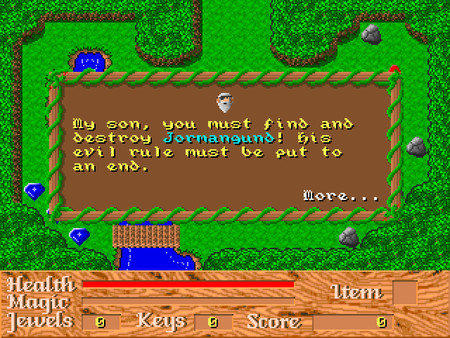 My son, you must find and
destroy Jormangund! His
evil rule must be put to
an end.
More...
Health
Magic
Item
Jewels 0 Keys 0 Score 0